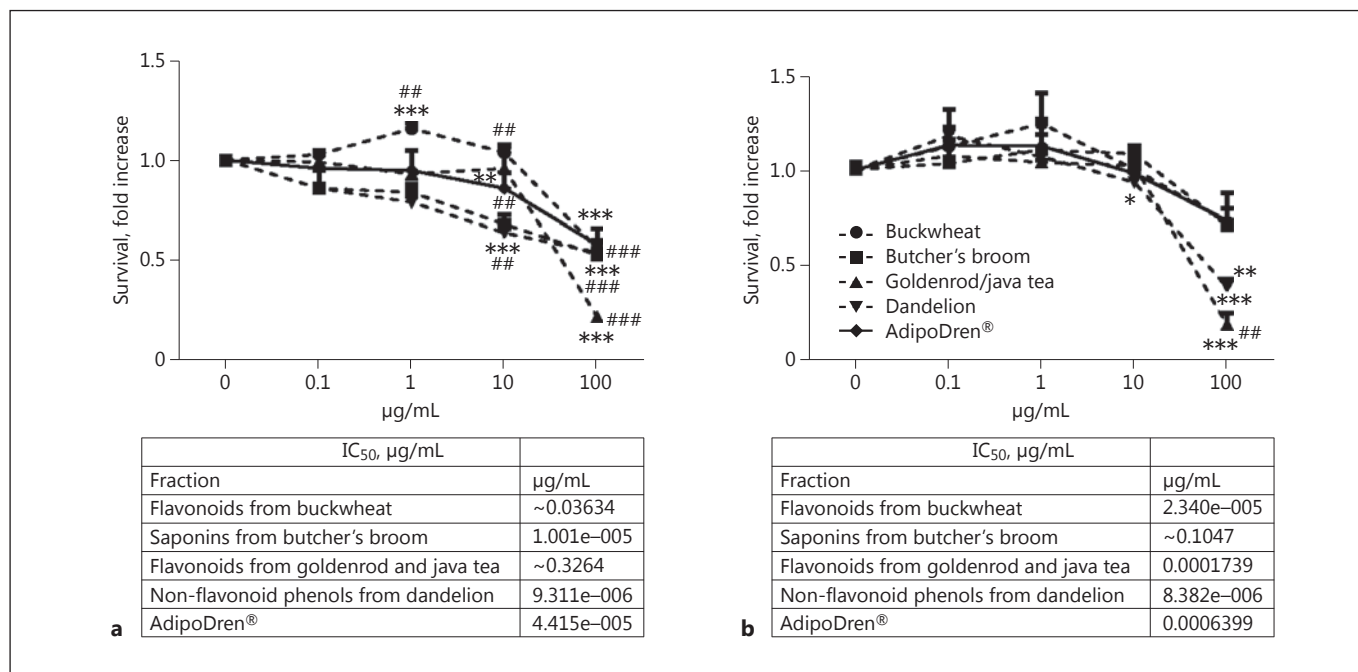 1.5
1.0
0.5
0
Survival, fold increase
##
***
##
**
##
***
##
***
###
***
###
###
***
0 0.1 1 10 100
µg/mL
IC50, µg/mL
Fraction µg/mL
Flavonoids from buckwheat ~0.03634
Saponins from butcher's broom 1.001e–005
Flavonoids from goldenrod and java tea ~0.3264
Non-flavonoid phenols from dandelion 9.311e–006
AdipoDren® 4.415e–005
a
1.5
1.0
0.5
0
Survival, fold increase
*
**
***
##
***
Buckwheat
Butcher's broom
Goldenrod/java tea
Dandelion
AdipoDren®
0 0.1 1 10 100
µg/mL
IC50, µg/mL
Fraction µg/mL
Flavonoids from buckwheat 2.340e–005
Saponins from butcher's broom ~0.1047
Flavonoids from goldenrod and java tea 0.0001739
Non-flavonoid phenols from dandelion 8.382e–006
AdipoDren® 0.0006399
b